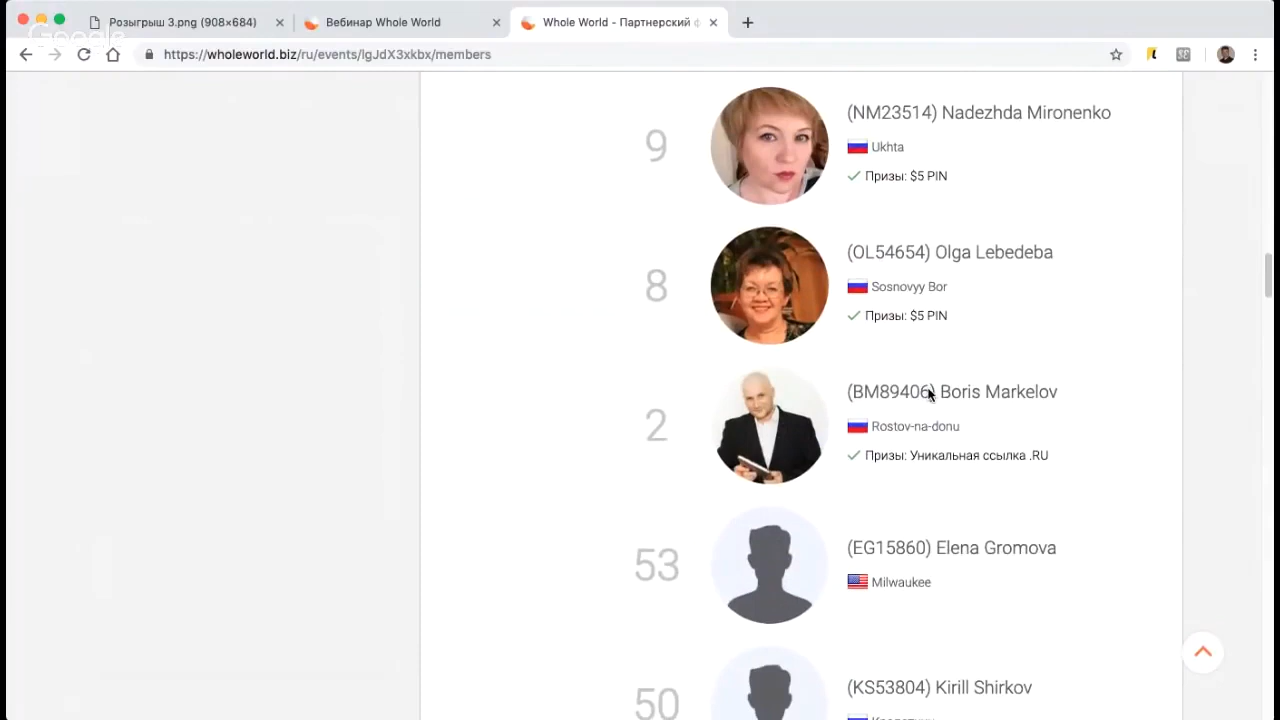 Розыгрыш 3.png (908×684)
Вебинар Whole World
Whole World - Партнерский
Google
https://wholeworld.biz/ru/events/lgJdX3xkbx/members
9
(NM23514) Nadezhda Mironenko
Ukhta
Призы: $5 PIN
8
(OL54654) Olga Lebedeba
Sosnovyy Bor
Призы: $5 PIN
2
(BM89406) Boris Markelov
Rostov-na-donu
Призы: Уникальная ссылка .RU
53
(EG15860) Elena Gromova
Milwaukee
50
(KS53804) Kirill Shirkov